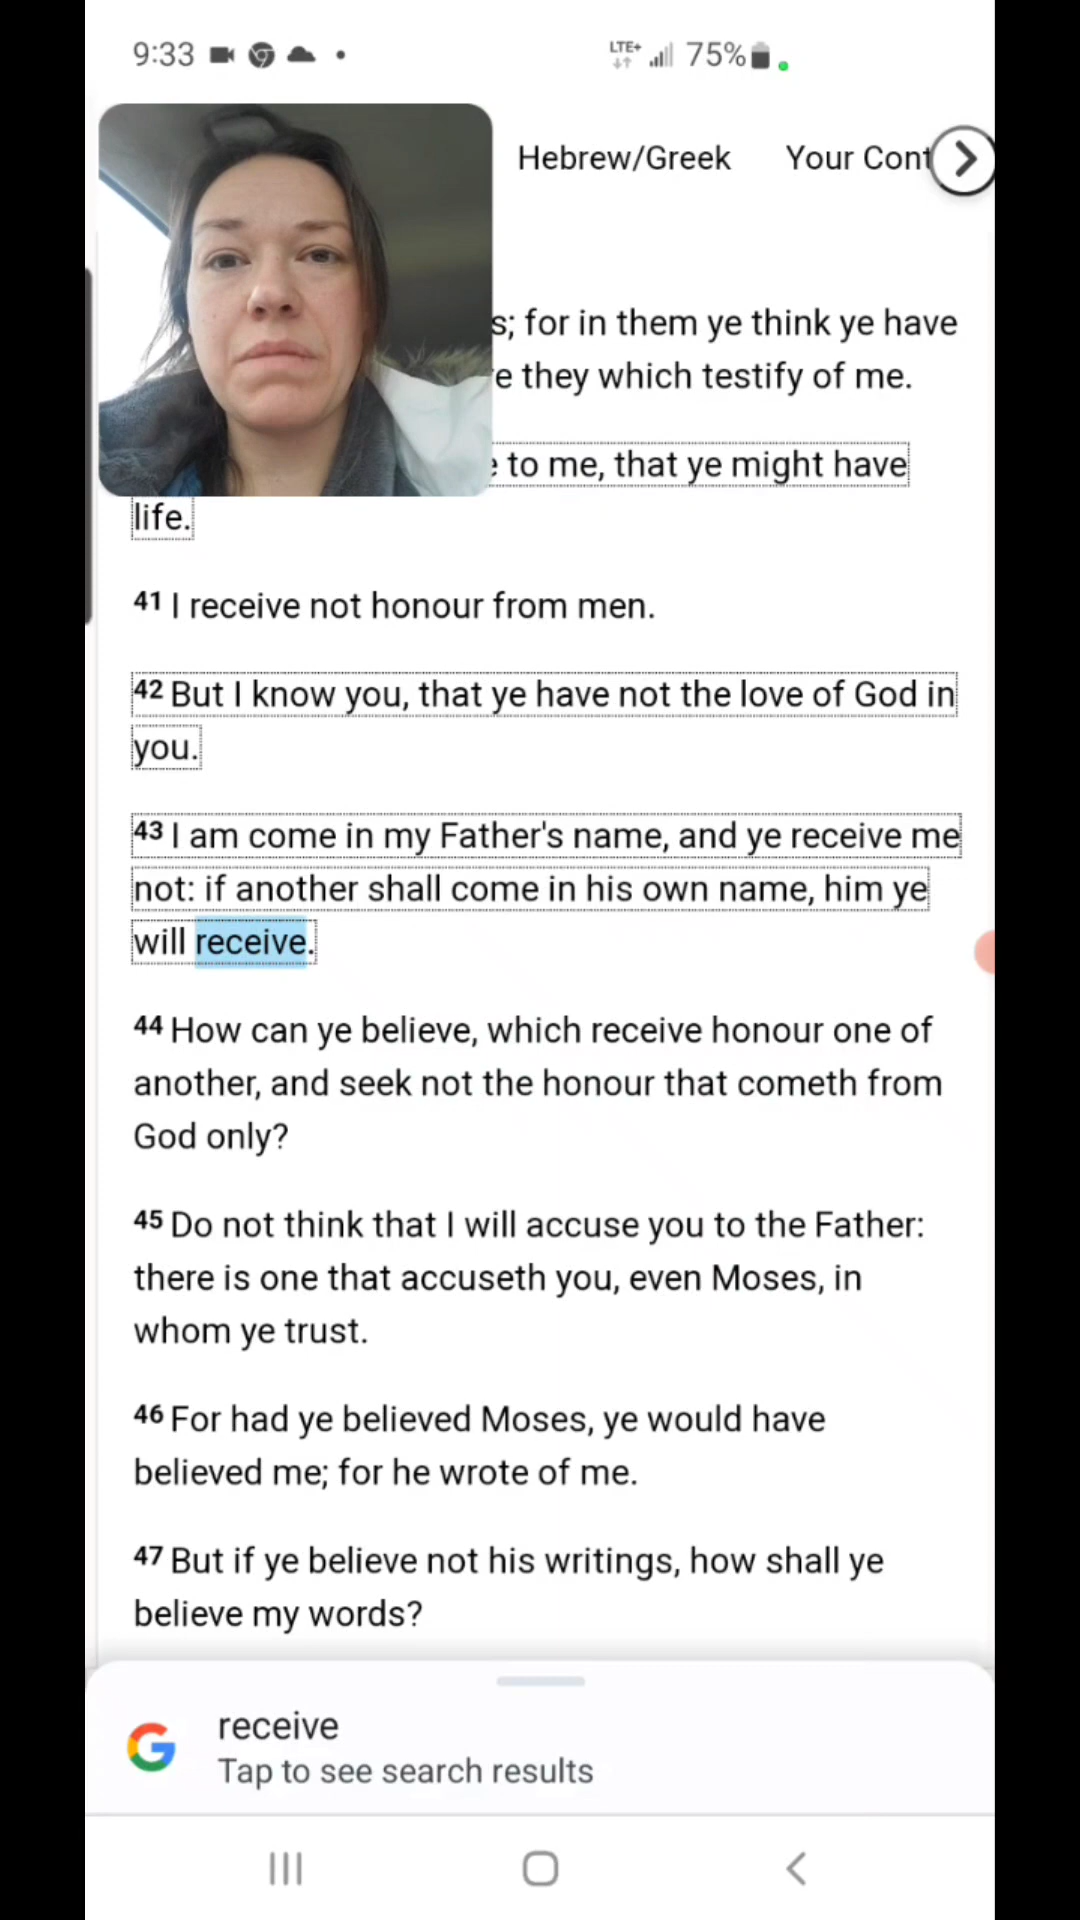 9:33
LTE+ 75%
Hebrew/Greek Your Cont
s; for in them ye think ye have
e they which testify of me.
to me, that ye might have
life.
41 I receive not honour from men.
42 But I know you, that ye have not the love of God in
you.
43 I am come in my Father's name, and ye receive me
not: if another shall come in his own name, him ye
will receive.
44 How can ye believe, which receive honour one of
another, and seek not the honour that cometh from
God only?
45 Do not think that I will accuse you to the Father:
there is one that accuseth you, even Moses, in
whom ye trust.
46 For had ye believed Moses, ye would have
believed me; for he wrote of me.
47 But if ye believe not his writings, how shall ye
believe my words?
receive
Tap to see search results